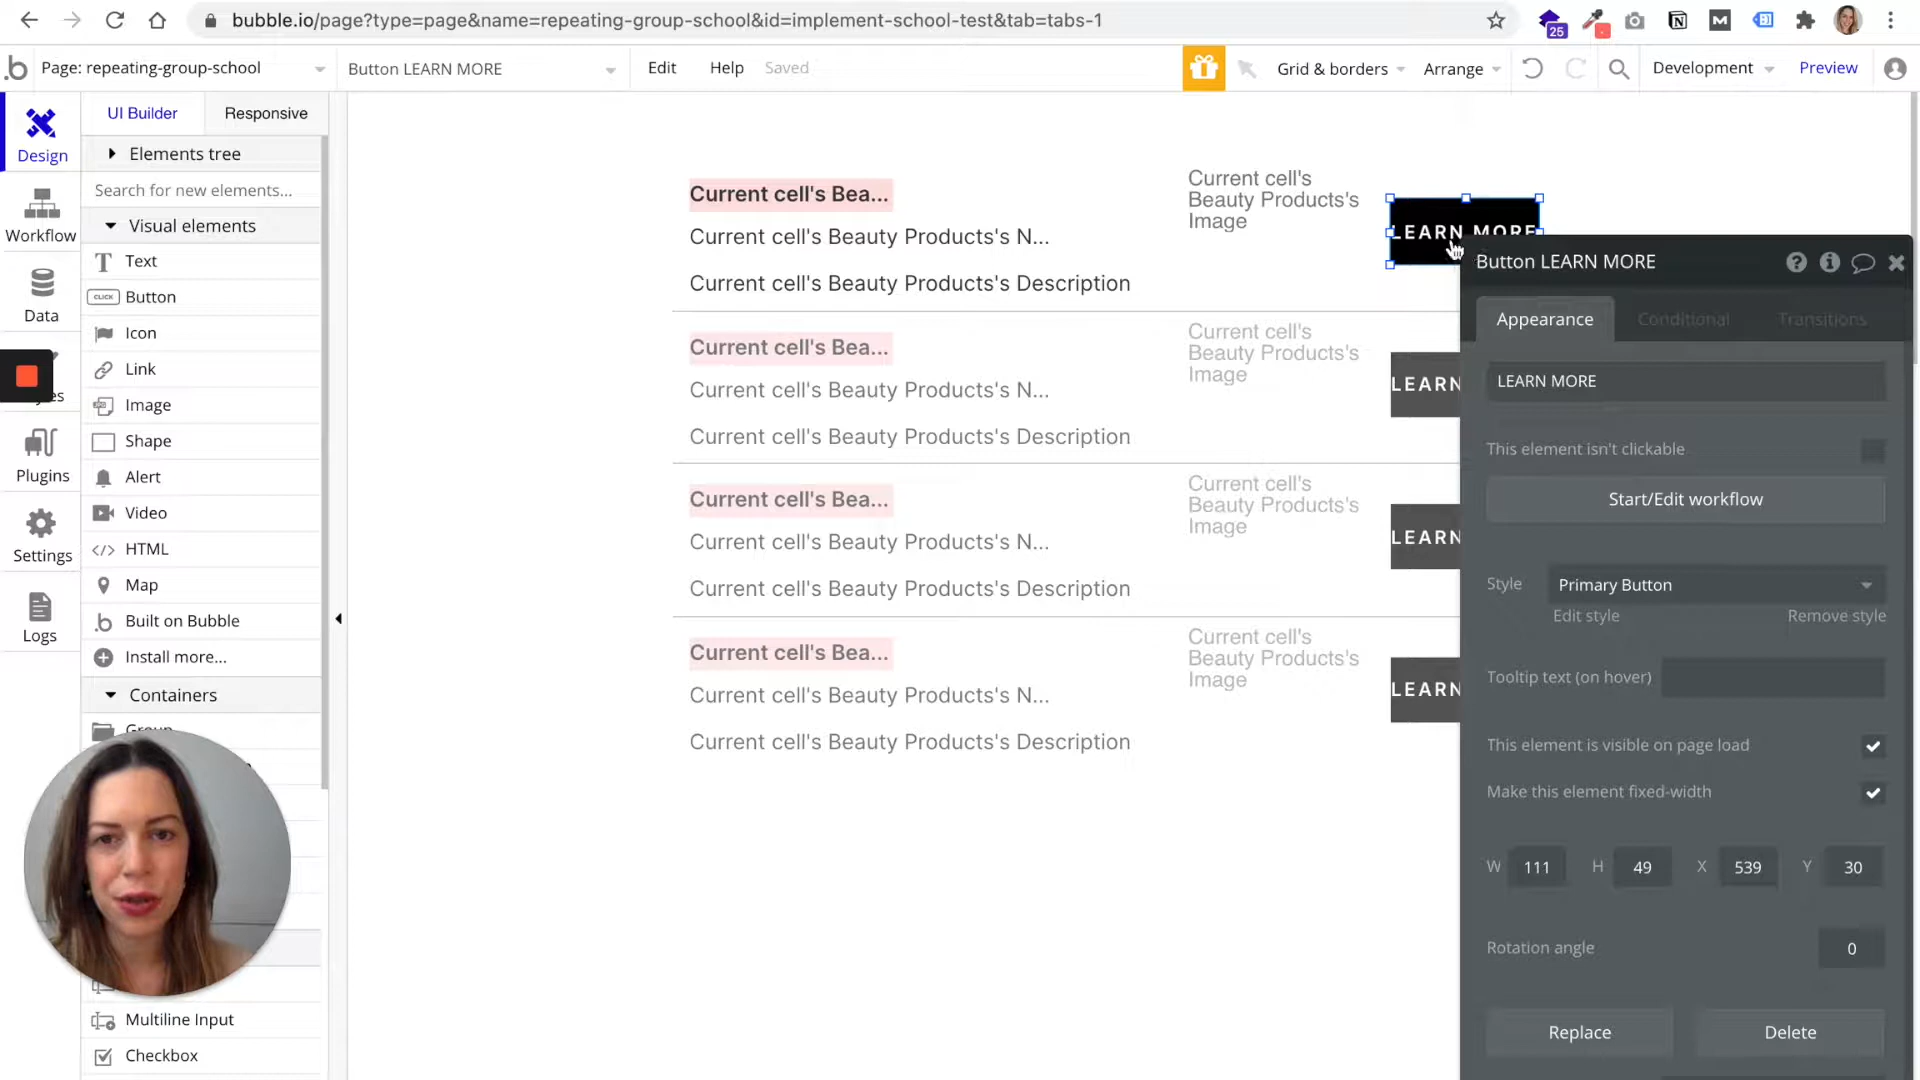 bubble.io/page?type=page&name=repeating-group-school&id=implement-school-test&tab=tabs-1
25
Page: repeating-group-school
Button LEARN MORE
Edit
Help
Saved
Grid & borders
Arrange
Development
Preview
Design
Workflow
Data
Plugins
Settings
Logs
UI Builder
Responsive
Elements tree
Search for new elements...
Visual elements
Text
CLICK
Button
Icon
Link
Image
Shape
Alert
Video
</> HTML
Map
Built on Bubble
Install more...
Containers
Multiline Input
Checkbox
Current cell's Bea...
Current cell's Beauty Products's N...
Current cell's Beauty Products's Description
Current cell's
Beauty Products's
Image
LEARN MORE
Current cell's Bea...
Current cell's Beauty Products's N...
Current cell's Beauty Products's Description
Current cell's
Beauty Products's
Image
LEARN
Current cell's Bea...
Current cell's Beauty Products's N...
Current cell's Beauty Products's Description
Current cell's
Beauty Products's
Image
LEARN
Current cell's Bea...
Current cell's Beauty Products's N...
Current cell's Beauty Products's Description
Current cell's
Beauty Products's
Image
LEARN
Button LEARN MORE
Appearance
Conditional
Transitions
LEARN MORE
This element isn't clickable
Start/Edit workflow
Style
Primary Button
Edit style
Remove style
Tooltip text (on hover)
This element is visible on page load
Make this element fixed-width
W 111 H 49 X 539 Y 30
Rotation angle 0
Replace
Delete